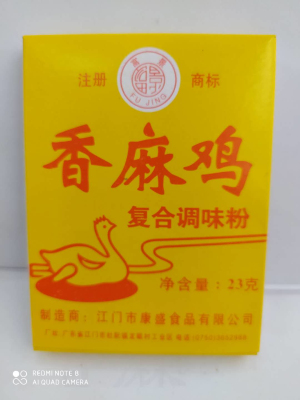 注册 商标
FU JING
香麻鸡
复合调味粉
净含量：23克
制造商：江门市康盛食品有限公司
REDMI NOTE 8
AI QUAD CAMERA